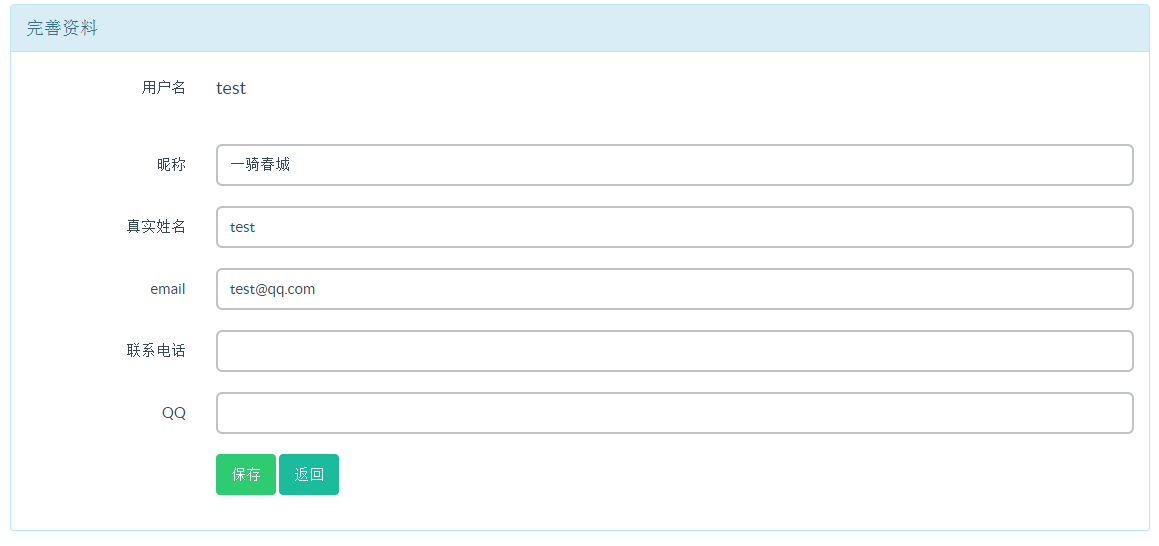 完善资料
用户名 test
昵称 一骑春城
真实姓名 test
email test@qq.com
联系电话
QQ
保存 返回